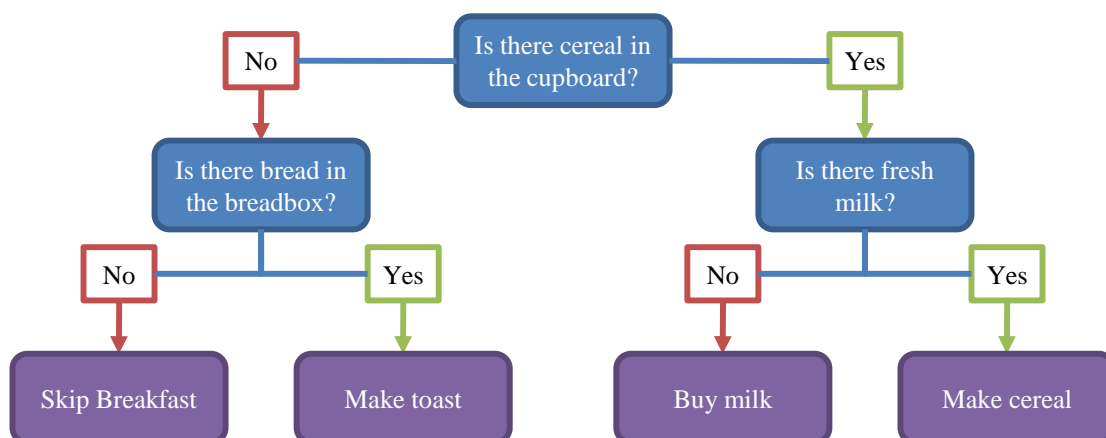 Is there cereal in
the cupboard?
No
Yes
Is there bread in
the breadbox?
Is there fresh
milk?
No
Yes
No
Yes
Skip Breakfast
Make toast
Buy milk
Make cereal